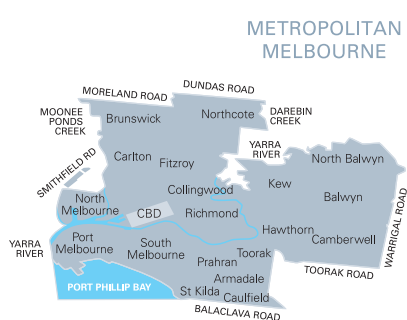 METROPOLITAN
MELBOURNE
DUNDAS ROAD
MORELAND ROAD
MOONEE
PONDS
CREEK
Brunswick
Northcote
DAREBIN
CREEK
SMITHFIELD RD
Carlton
Fitzroy
YARRA
RIVER
North Balwyn
Collingwood
Kew
Balwyn
North
Melbourne
CBD
Richmond
WARRIGAL ROAD
Hawthorn
Camberwell
YARRA
RIVER
Port
Melbourne
South
Melbourne
Toorak
Prahran
TOORAK ROAD
Armadale
PORT PHILLIP BAY
St Kilda
Caulfield
BALACLAVA ROAD